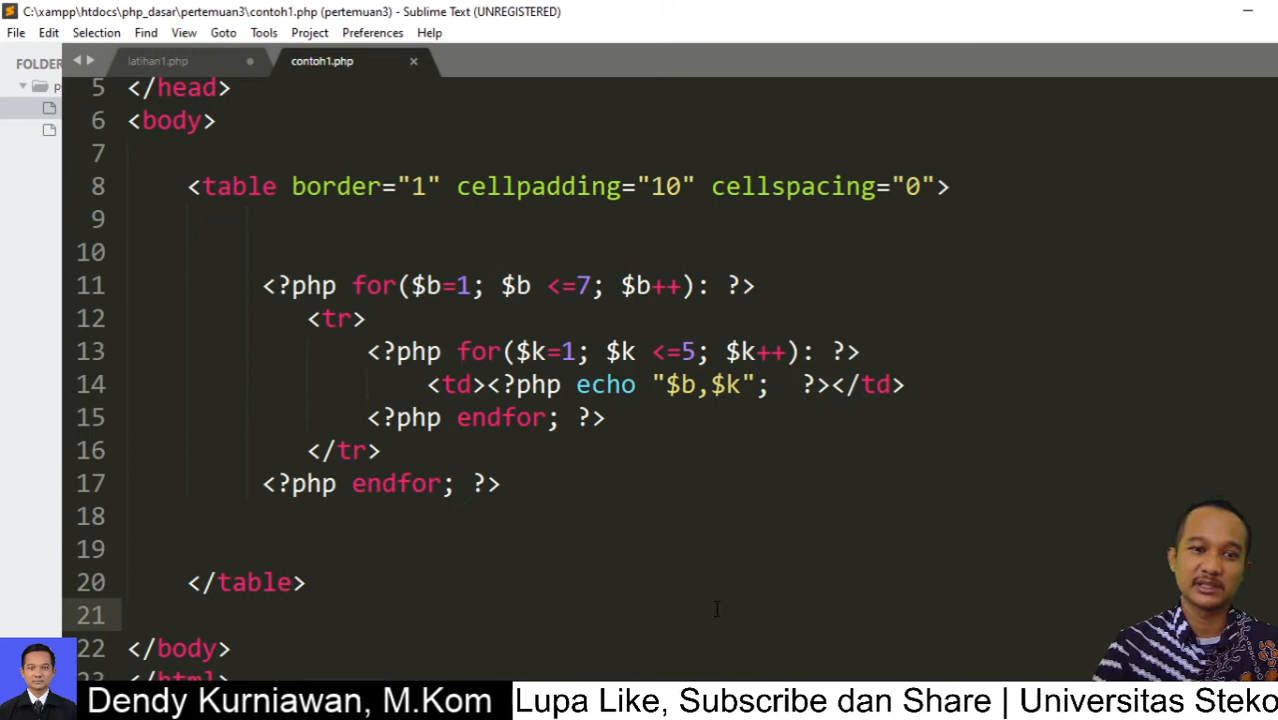 C:\xampp\htdocs\php_dasar\pertemuan3\contoh1.php (pertemuan3) - Sublime Text (UNREGISTERED)
File Edit Selection Find View Goto Tools Project Preferences Help
FOLDER
latihan1.php
contoh1.php
5 </head>
6 <body>
7
8 <table border="1" cellpadding="10" cellspacing="0">
9
10
11 <?php for($b=1; $b <=7; $b++): ?>
12 <tr>
13 <?php for($k=1; $k <=5; $k++): ?>
14 <td><?php echo "$b,$k";  ?></td>
15 <?php endfor; ?>
16 </tr>
17 <?php endfor; ?>
18
19
20 </table>
21
22 </body>
23 </html>
Dendy Kurniawan, M.Kom
Lupa Like, Subscribe dan Share | Universitas Steko